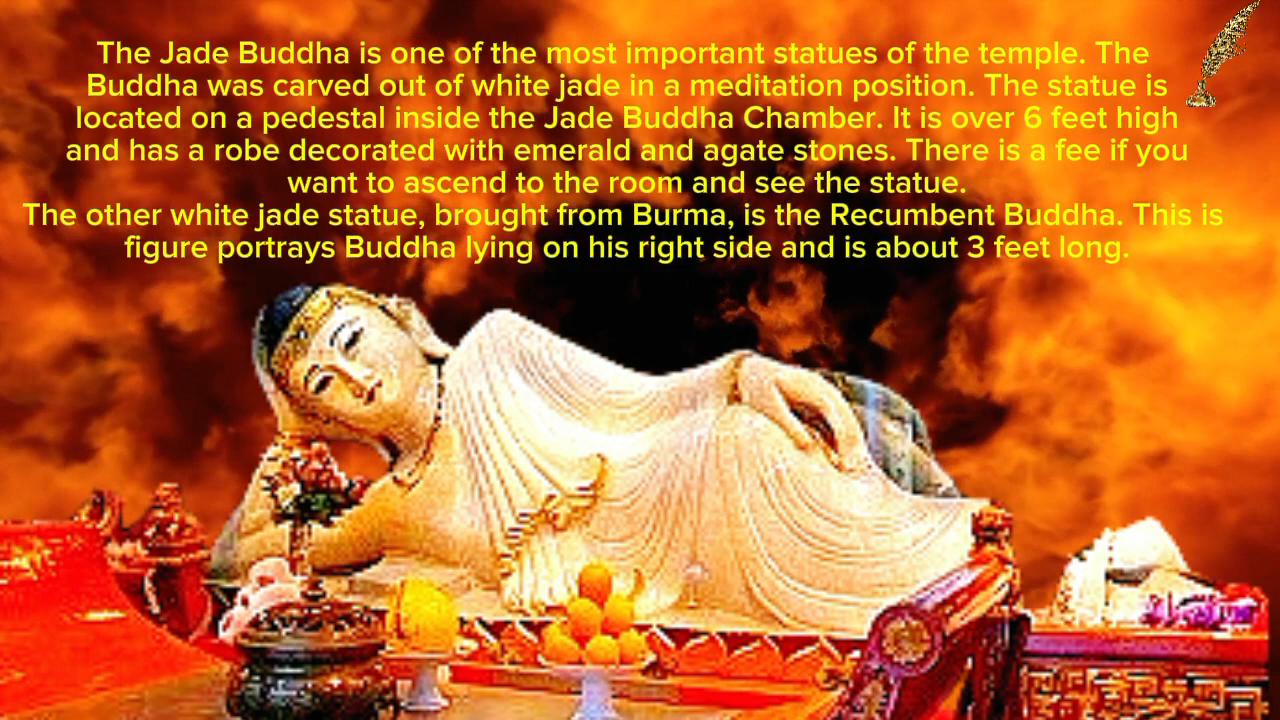 The Jade Buddha is one of the most important statues of the temple. The
Buddha was carved out of white jade in a meditation position. The statue is
located on a pedestal inside the Jade Buddha Chamber. It is over 6 feet high
and has a robe decorated with emerald and agate stones. There is a fee if you
want to ascend to the room and see the statue.
The other white jade statue, brought from Burma, is the Recumbent Buddha. This is
figure portrays Buddha lying on his right side and is about 3 feet long.